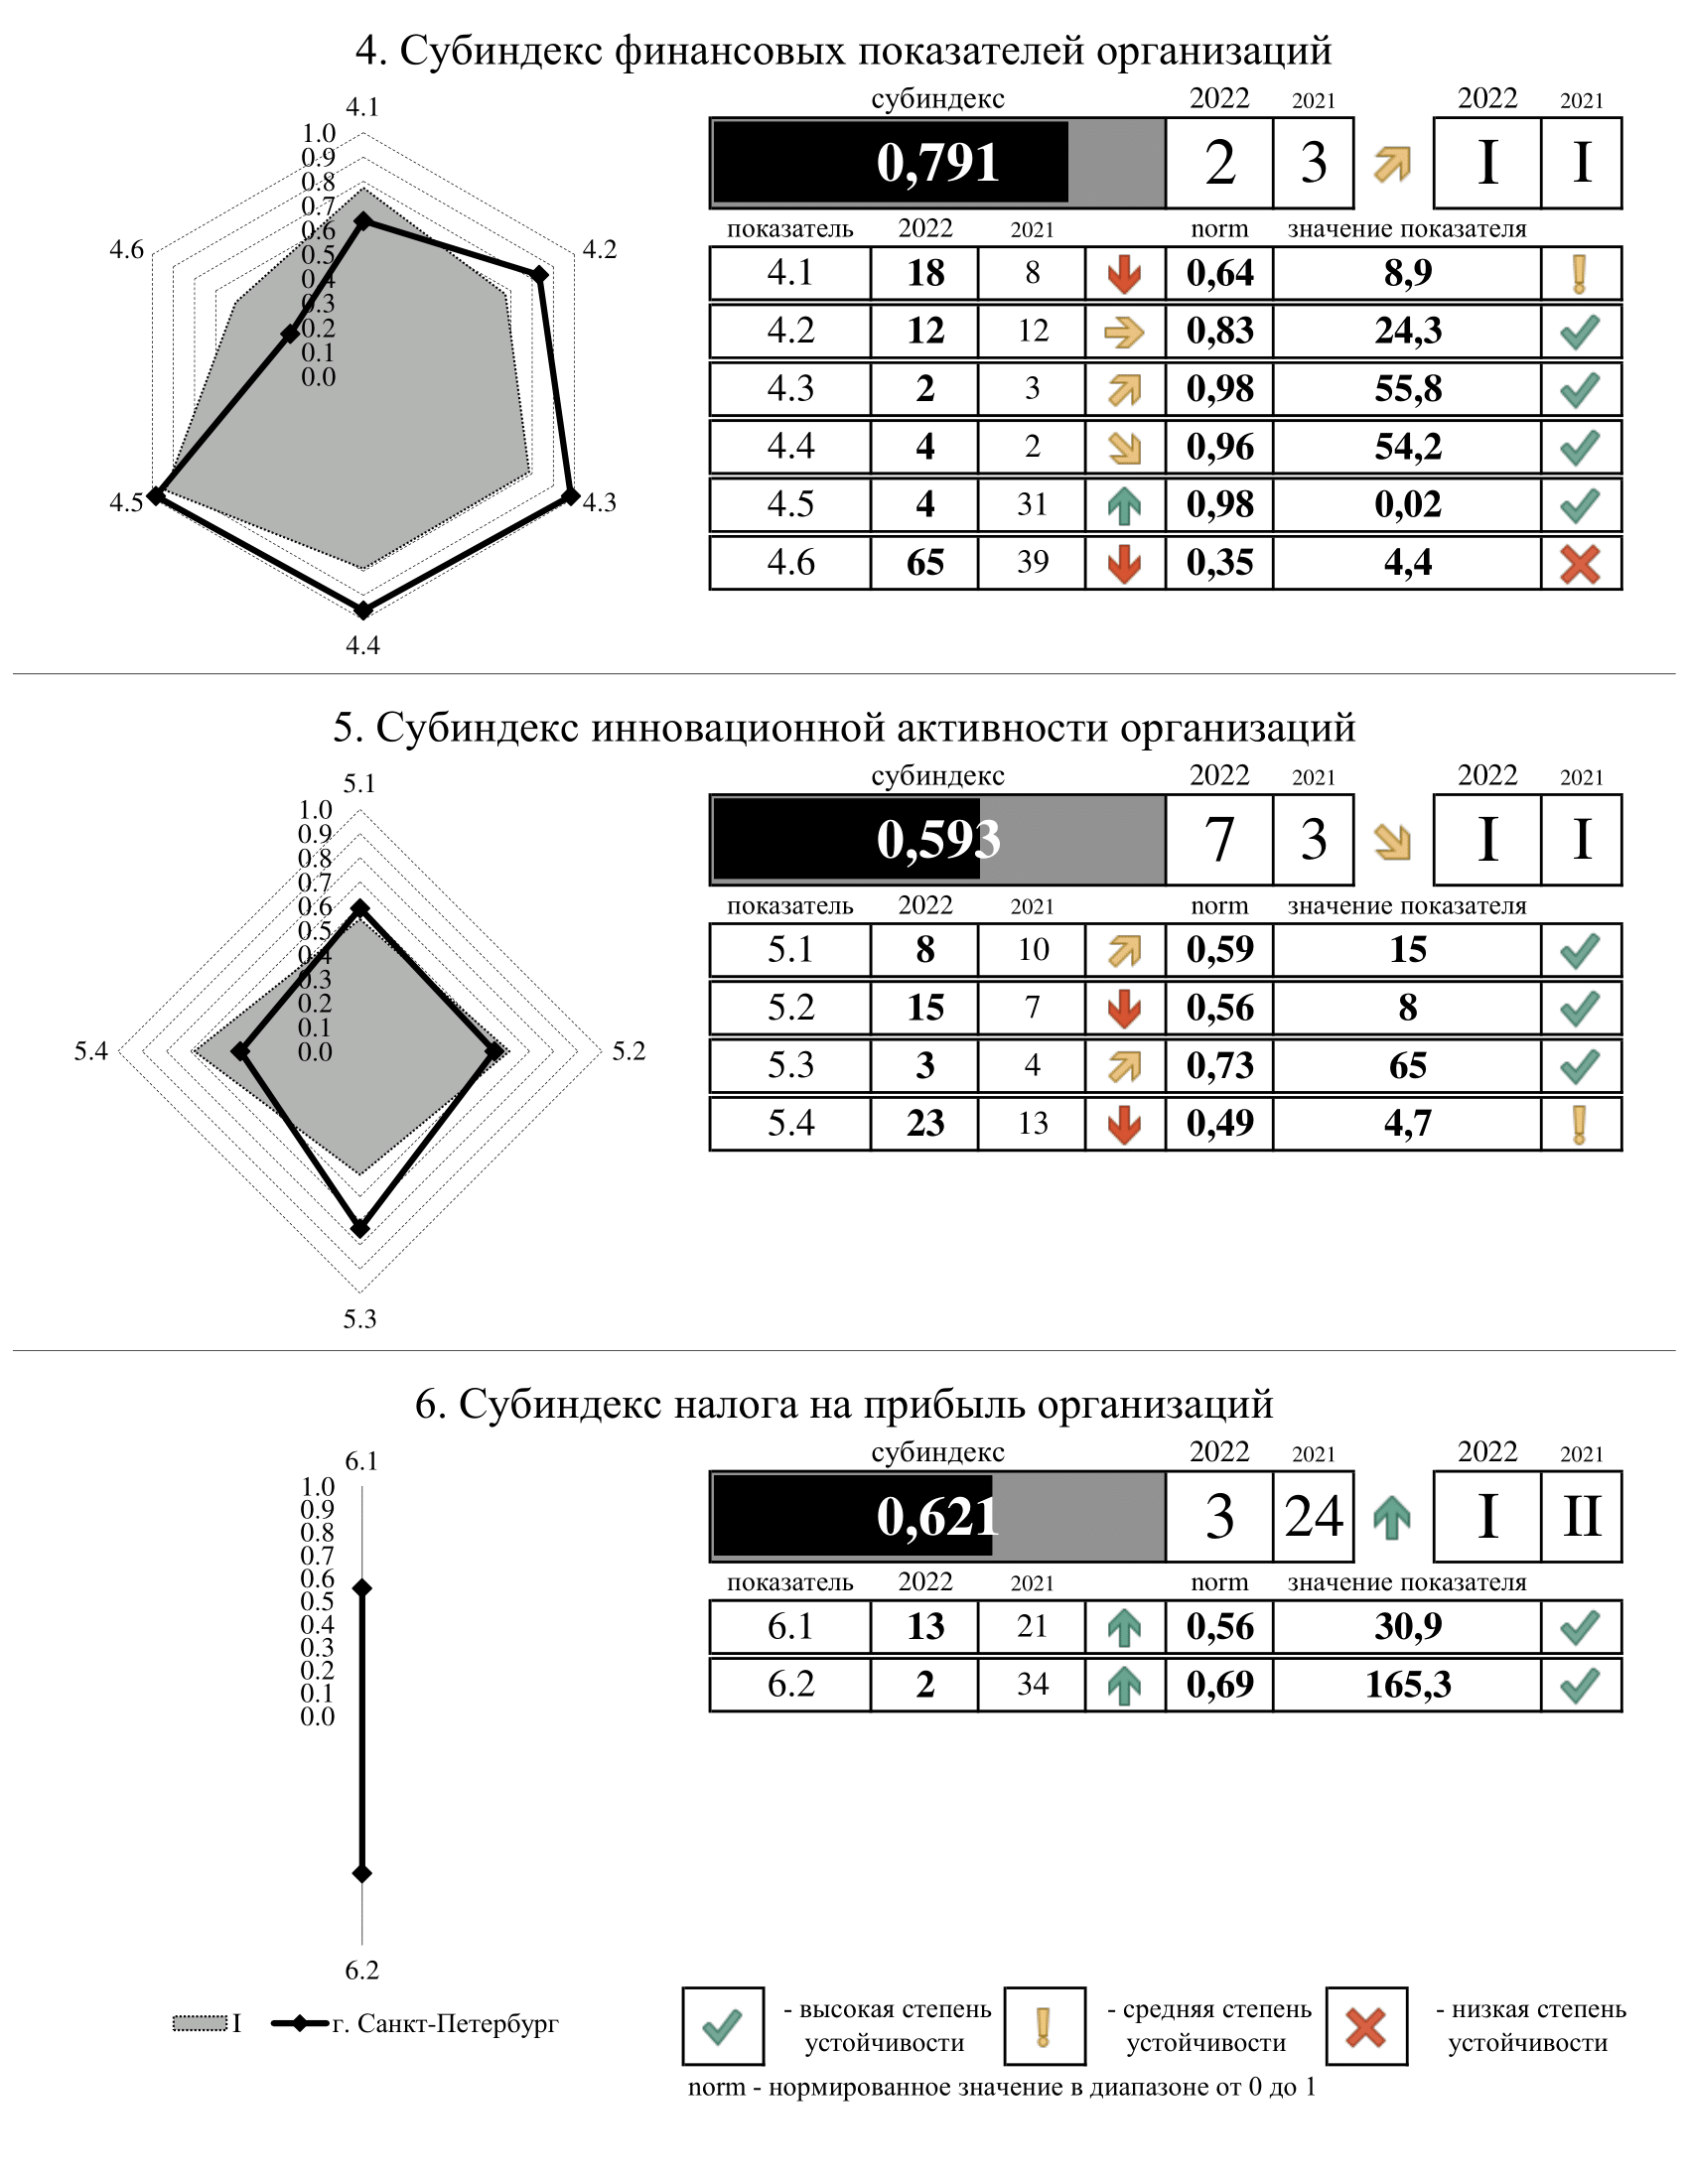 4. Субиндекс финансовых показателей организаций
субиндекс 2022 2021 2022 2021
0,791 2 3 I I
показатель 2022 2021 norm значение показателя
4.1 18 8 0,64 8,9
4.2 12 12 0,83 24,3
4.3 2 3 0,98 55,8
4.4 4 2 0,96 54,2
4.5 4 31 0,98 0,02
4.6 65 39 0,35 4,4
4.1
1.0
0.9
0.8
0.7
0.6
0.5
0.4
0.3
0.2
0.1
0.0
4.6 4.2
4.5 4.3
4.4
5. Субиндекс инновационной активности организаций
субиндекс 2022 2021 2022 2021
0,593 7 3 I I
показатель 2022 2021 norm значение показателя
5.1 8 10 0,59 15
5.2 15 7 0,56 8
5.3 3 4 0,73 65
5.4 23 13 0,49 4,7
5.1
1.0
0.9
0.8
0.7
0.6
0.5
0.4
0.3
0.2
0.1
0.0
5.4 5.2
5.3
6. Субиндекс налога на прибыль организаций
субиндекс 2022 2021 2022 2021
0,621 3 24 I II
показатель 2022 2021 norm значение показателя
6.1 13 21 0,56 30,9
6.2 2 34 0,69 165,3
6.1
1.0
0.9
0.8
0.7
0.6
0.5
0.4
0.3
0.2
0.1
0.0
6.2
I г. Санкт-Петербург
- высокая степень
устойчивости
- средняя степень
устойчивости
- низкая степень
устойчивости
norm - нормированное значение в диапазоне от 0 до 1